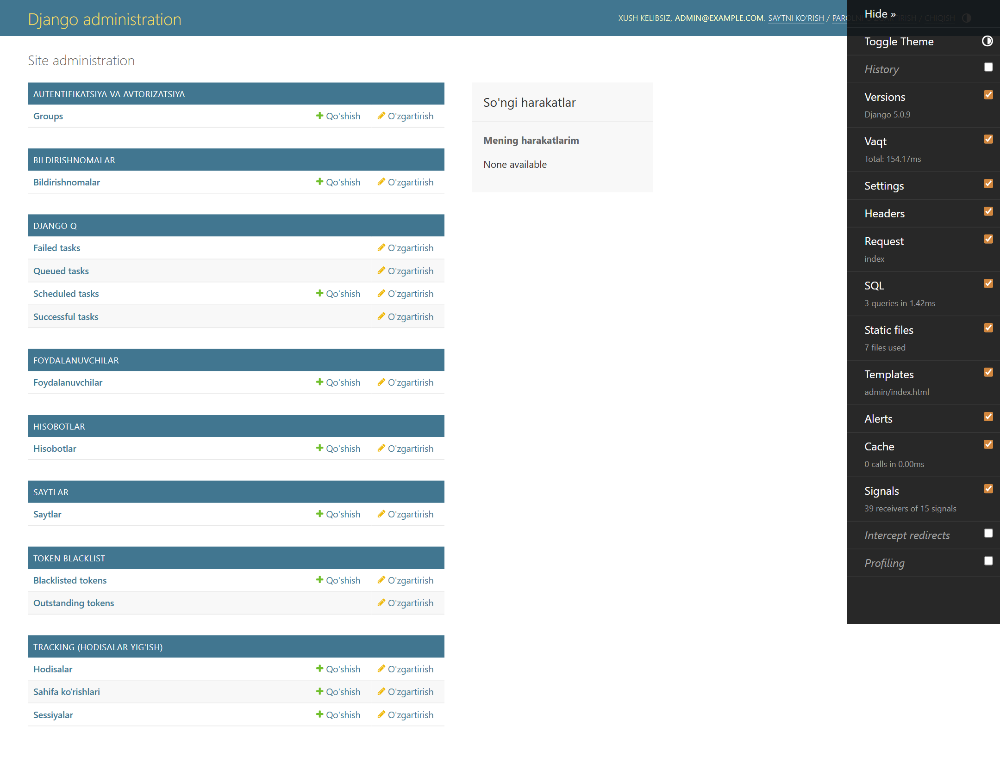 Django administration
XUSH KELIBSIZ, ADMIN@EXAMPLE.COM. SAYTNI KO'RISH / PAROLNI O'ZGARTIRISH / CHIQISH
Site administration
AUTENTIFIKATSIYA VA AVTORIZATSIYA
Groups Qo'shish O'zgartirish
BILDIRISHNOMALAR
Bildirishnomalar Qo'shish O'zgartirish
DJANGO Q
Failed tasks O'zgartirish
Queued tasks O'zgartirish
Scheduled tasks Qo'shish O'zgartirish
Successful tasks O'zgartirish
FOYDALANUVCHILAR
Foydalanuvchilar Qo'shish O'zgartirish
HISOBOTLAR
Hisobotlar Qo'shish O'zgartirish
SAYTLAR
Saytlar Qo'shish O'zgartirish
TOKEN BLACKLIST
Blacklisted tokens Qo'shish O'zgartirish
Outstanding tokens O'zgartirish
TRACKING (HODISALAR YIG'ISH)
Hodisalar Qo'shish O'zgartirish
Sahifa ko'rishlari Qo'shish O'zgartirish
Sessiyalar Qo'shish O'zgartirish
So'ngi harakatlar
Mening harakatlarim
None available
Hide »
Toggle Theme
History
Versions
Django 5.0.9
Vaqt
Total: 154.17ms
Settings
Headers
Request
index
SQL
3 queries in 1.42ms
Static files
7 files used
Templates
admin/index.html
Alerts
Cache
0 calls in 0.00ms
Signals
39 receivers of 15 signals
Intercept redirects
Profiling